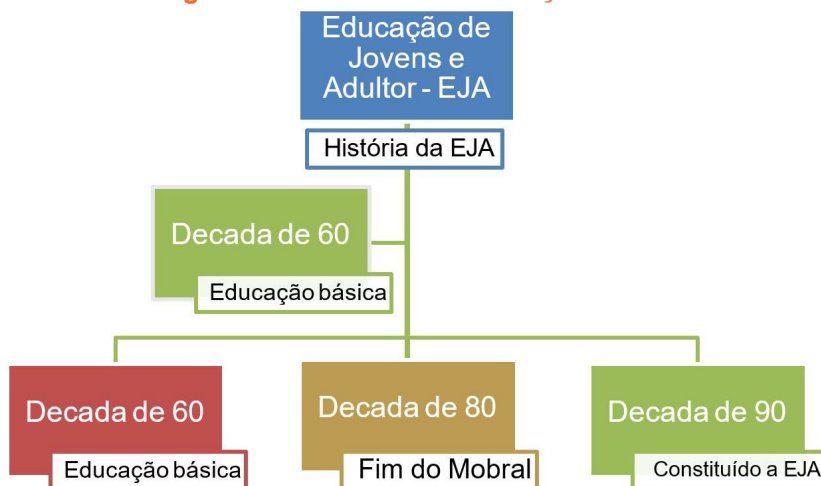 Educação de
Jovens e
Adultor - EJA
História da EJA
Decada de 60
Educação básica
Decada de 60
Educação básica
Decada de 80
Fim do Mobral
Decada de 90
Constituído a EJA